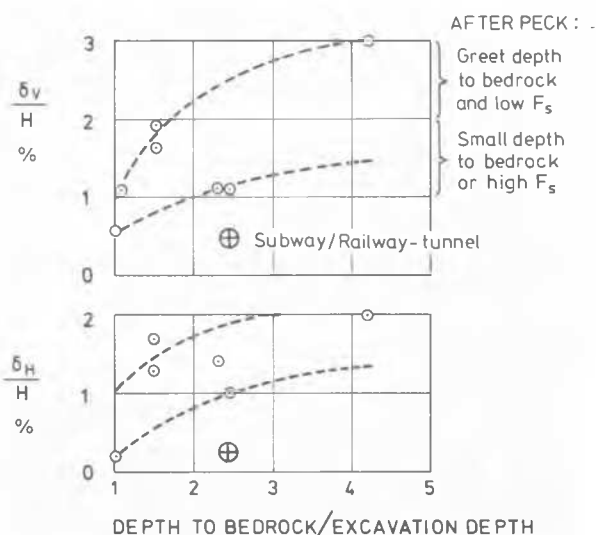 AFTER PECK : -
3
2
1
0
δv
H
%
Greet depth
to bedrock
and low Fs
Small depth
to bedrock
or high Fs
Subway/Railway-tunnel
2
1
0
δH
H
%
1 2 3 4 5
DEPTH TO BEDROCK/EXCAVATION DEPTH